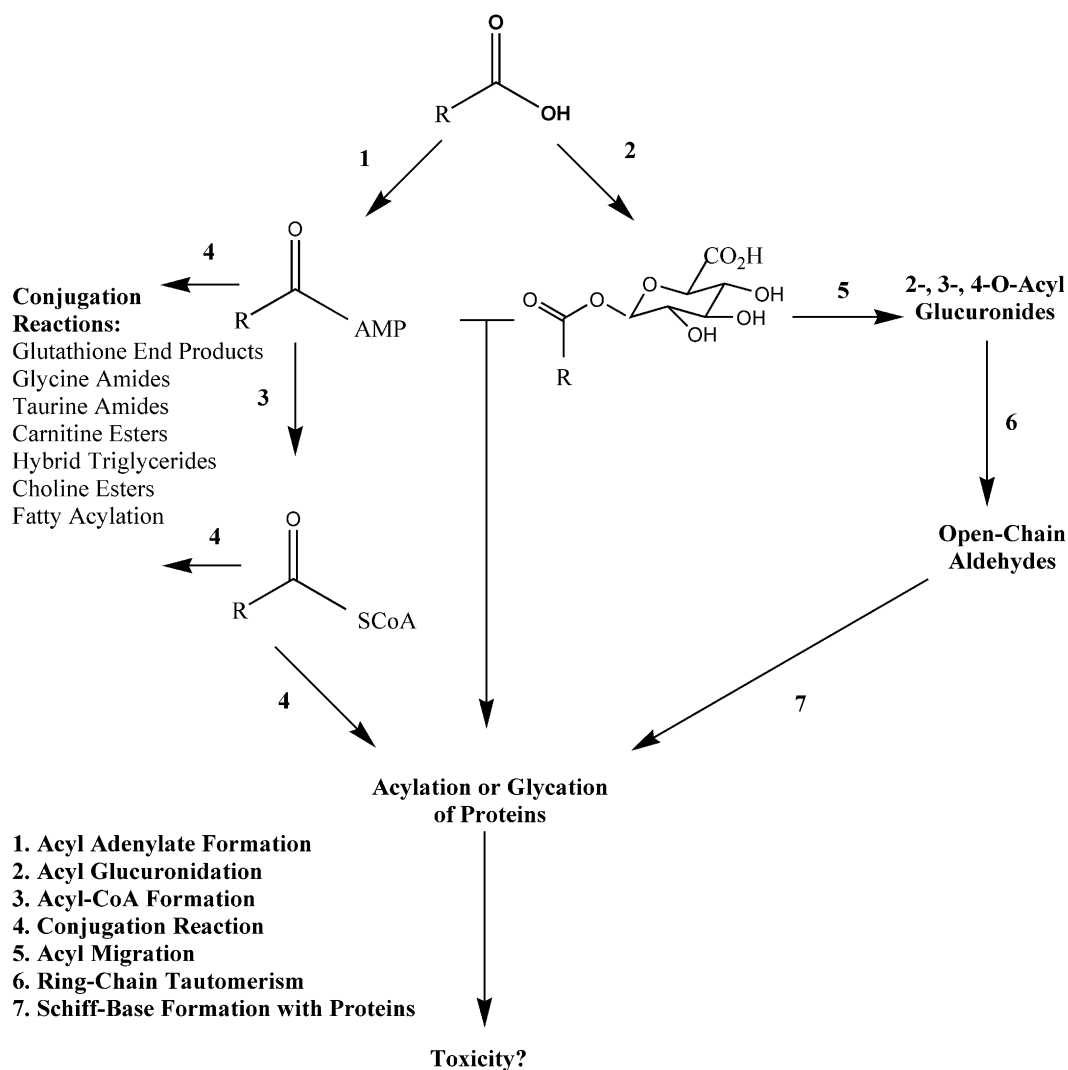 O
R
OH
1
2
O
R
AMP
4
Conjugation
Reactions:
Glutathione End Products
Glycine Amides
Taurine Amides
Carnitine Esters
Hybrid Triglycerides
Choline Esters
Fatty Acylation
3
CO2H
O
OH
O
O
OH
OH
R
5
2-, 3-, 4-O-Acyl
Glucuronides
6
Open-Chain
Aldehydes
4
O
R
SCoA
4
7
Acylation or Glycation
of Proteins
1. Acyl Adenylate Formation
2. Acyl Glucuronidation
3. Acyl-CoA Formation
4. Conjugation Reaction
5. Acyl Migration
6. Ring-Chain Tautomerism
7. Schiff-Base Formation with Proteins
Toxicity?